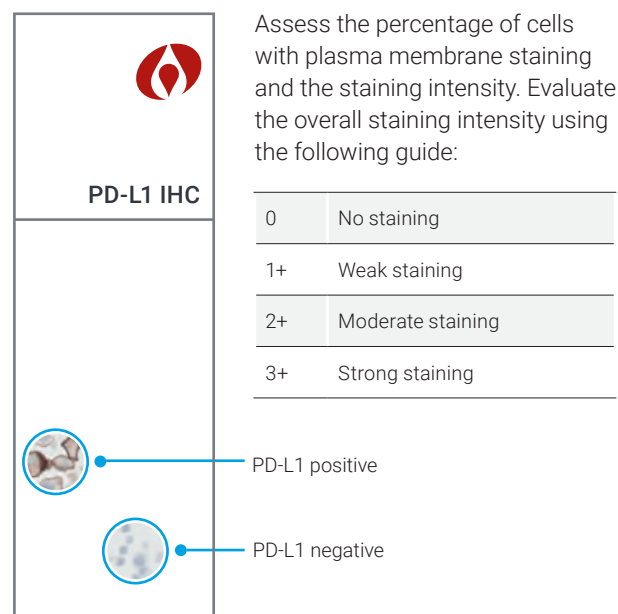 Assess the percentage of cells
with plasma membrane staining
and the staining intensity. Evaluate
the overall staining intensity using
the following guide:
PD-L1 IHC
0 No staining
1+ Weak staining
2+ Moderate staining
3+ Strong staining
PD-L1 positive
PD-L1 negative